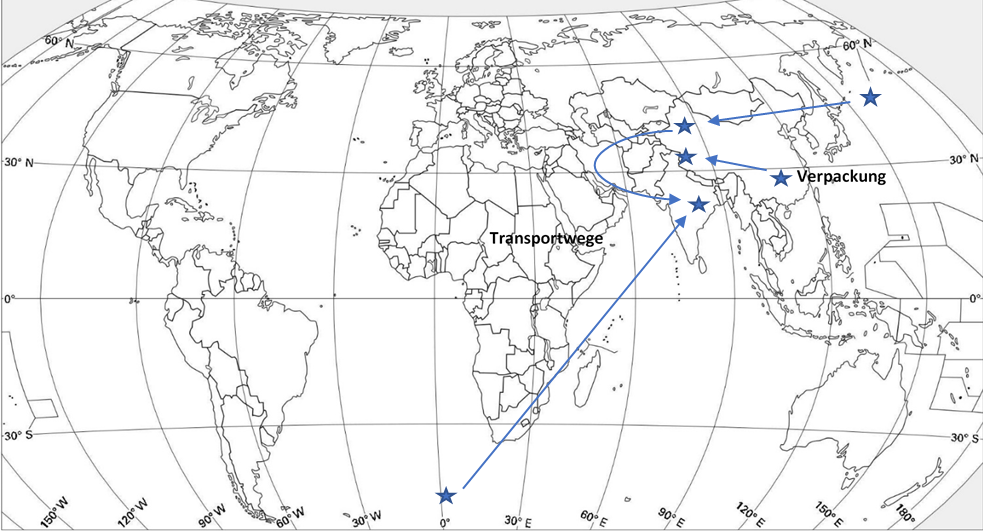 60° N
60° N
30° N
30° N
Verpackung
Transportwege
0°
0°
30° S
30° S
150° W
120° W
90° W
60° W
30° W
0°
30° E
60° E
90° E
120° E
150° E
180°